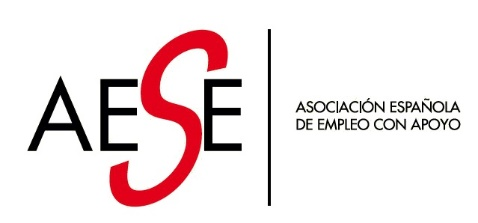 AESE
ASOCIACIÓN ESPAÑOLA
DE EMPLEO CON APOYO